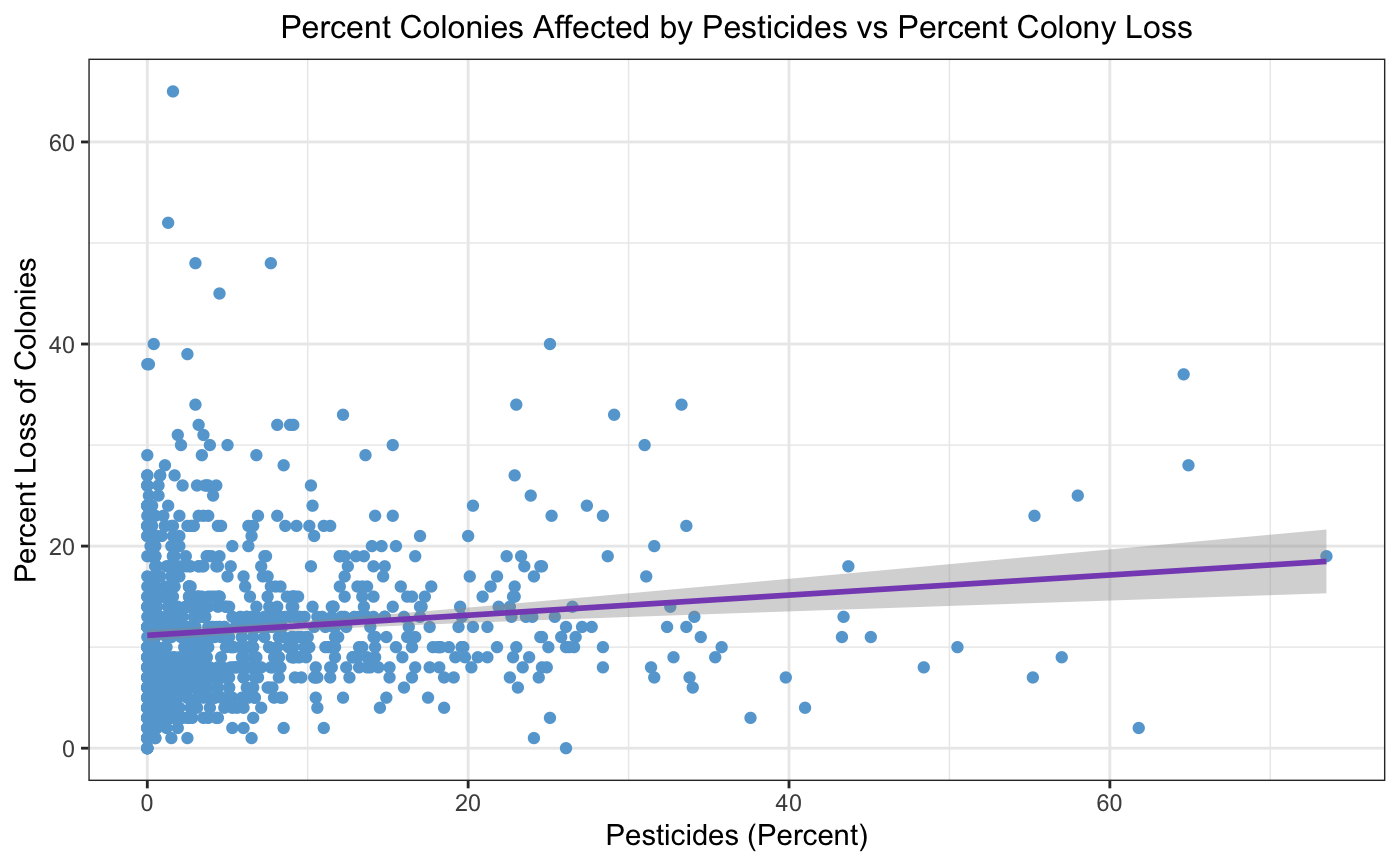 Percent Colonies Affected by Pesticides vs Percent Colony Loss
Percent Loss of Colonies
60
40
20
0
0 20 40 60
Pesticides (Percent)